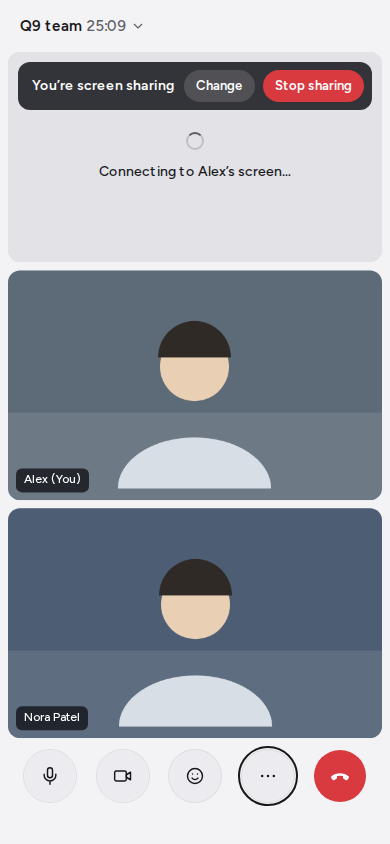 Q9 team 25:09
You’re screen sharing Change Stop sharing
Connecting to Alex’s screen...
Alex (You)
Nora Patel